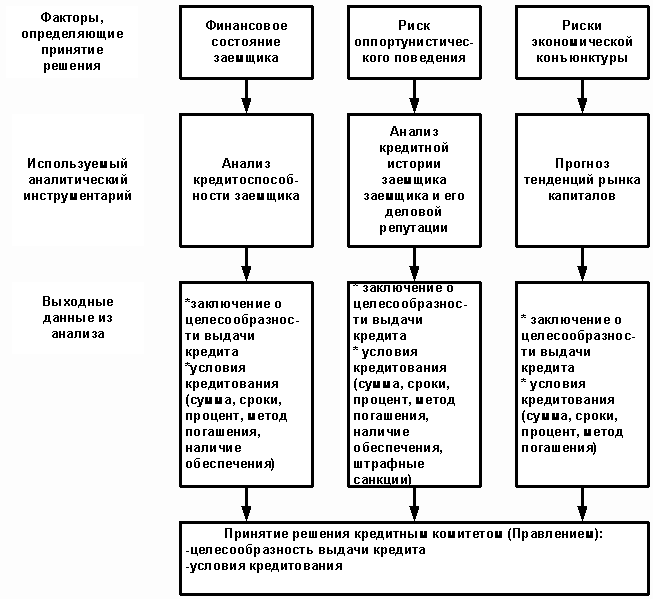 Факторы,
определяющие
принятие
решения
Финансовое
состояние
заемщика
Риск
оппортунистичес-
кого поведения
Риски
экономической
конъюнктуры
Используемый
аналитический
инструментарий
Анализ
кредитоспособ-
ности заемщика
Анализ
кредитной
истории
заемщика
заемщика и его
деловой
репутации
Прогноз
тенденций рынка
капиталов
Выходные
данные из
анализа
*заключение о
целесообразнос-
ти выдачи
кредита
*условия
кредитования
(сумма, сроки,
процент, метод
погашения,
наличие
обеспечения)
* заключение о
целесообразнос-
ти выдачи
кредита
* условия
кредитования
(сумма, сроки,
процент, метод
погашения,
наличие
обеспечения,
штрафные
санкции)
* заключение о
целесообразнос-
ти выдачи
кредита
* условия
кредитования
(сумма, сроки,
процент, метод
погашения)
Принятие решения кредитным комитетом (Правлением):
-целесообразность выдачи кредита
-условия кредитования